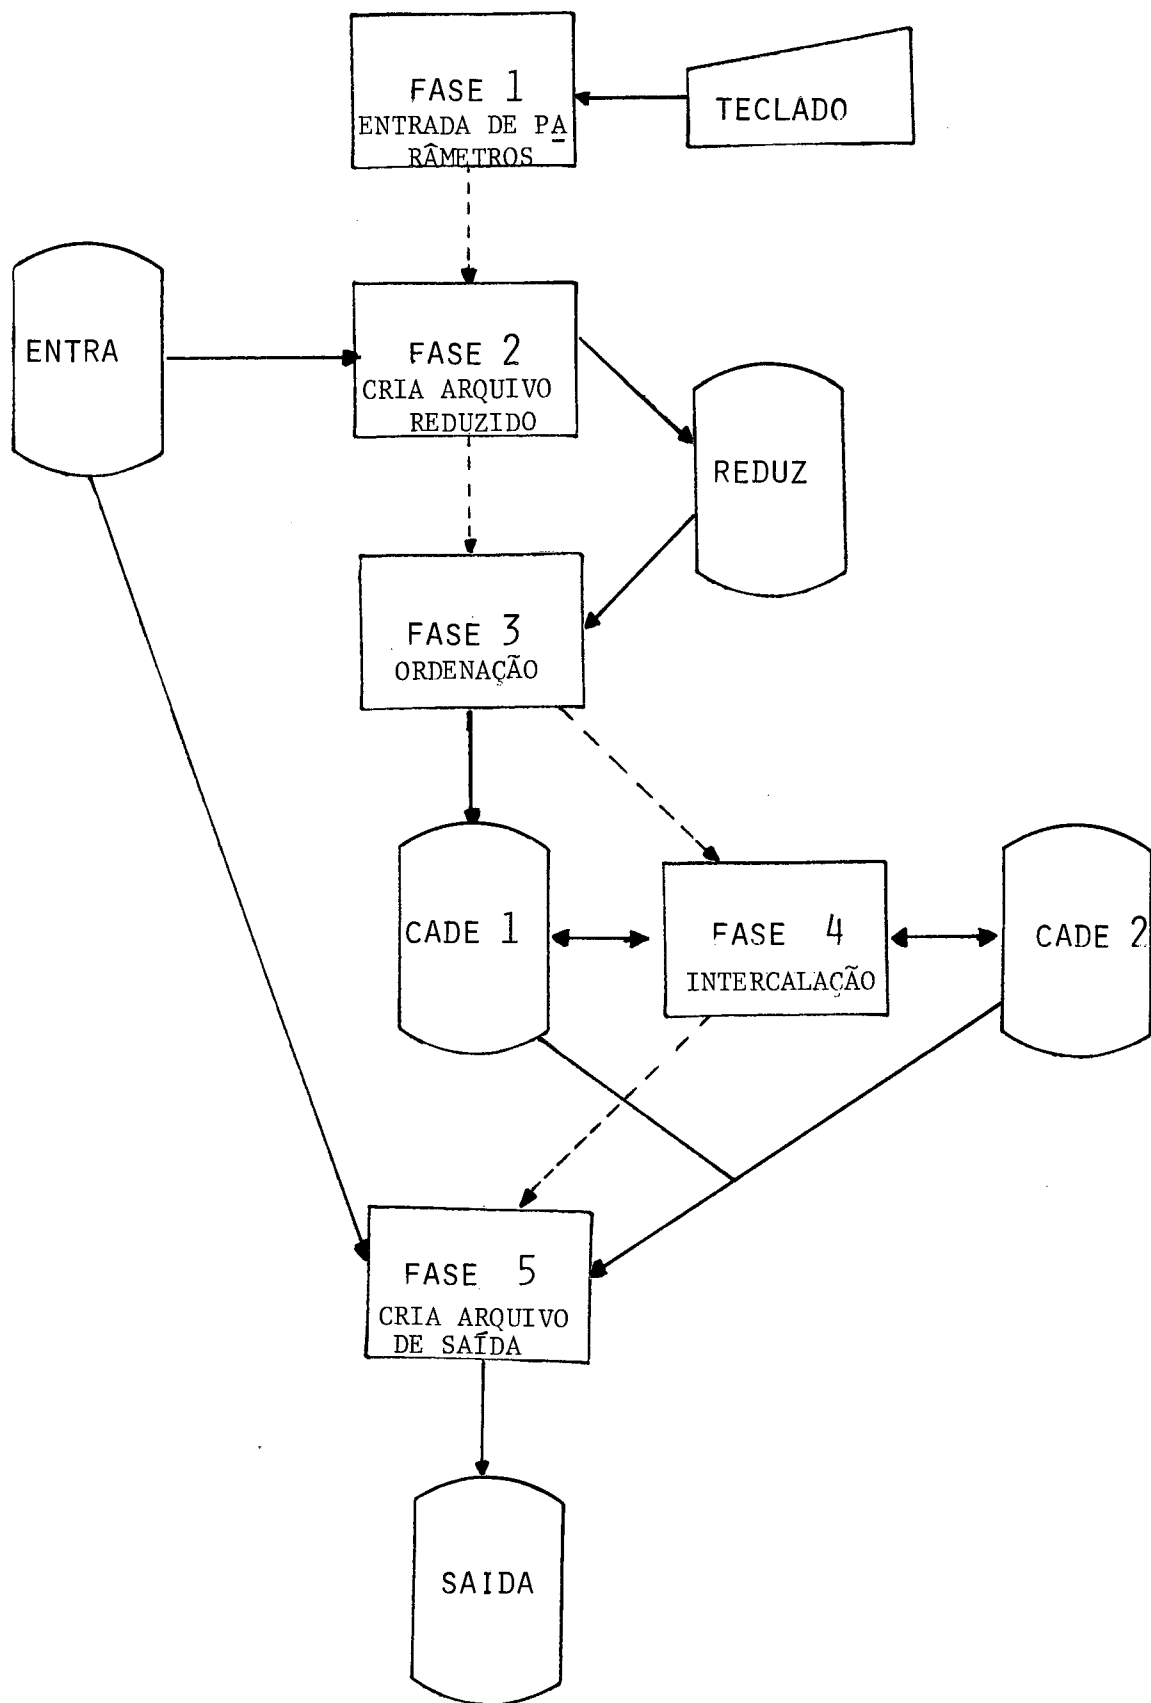 FASE 1
ENTRADA DE PA
RÂMETROS
TECLADO
ENTRA
FASE 2
CRIA ARQUIVO
REDUZIDO
REDUZ
FASE 3
ORDENAÇÃO
CADE 1
FASE 4
INTERCALAÇÃO
CADE 2
FASE 5
CRIA ARQUIVO
DE SAÍDA
SAIDA